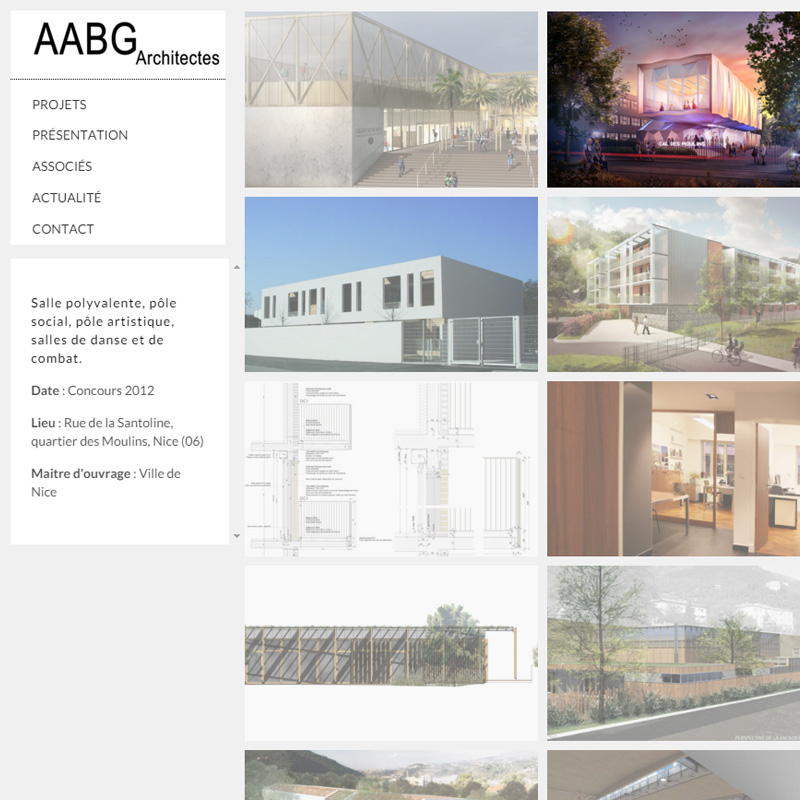 AABG
Architectes
PROJETS
PRÉSENTATION
ASSOCIÉS
ACTUALITÉ
CONTACT
Salle polyvalente, pôle
social, pôle artistique,
salles de danse et de
combat.
Date : Concours 2012
Lieu : Rue de la Santoline,
quartier des Moulins, Nice (06)
Maitre d'ouvrage : Ville de
Nice
CAL DES MOULINS